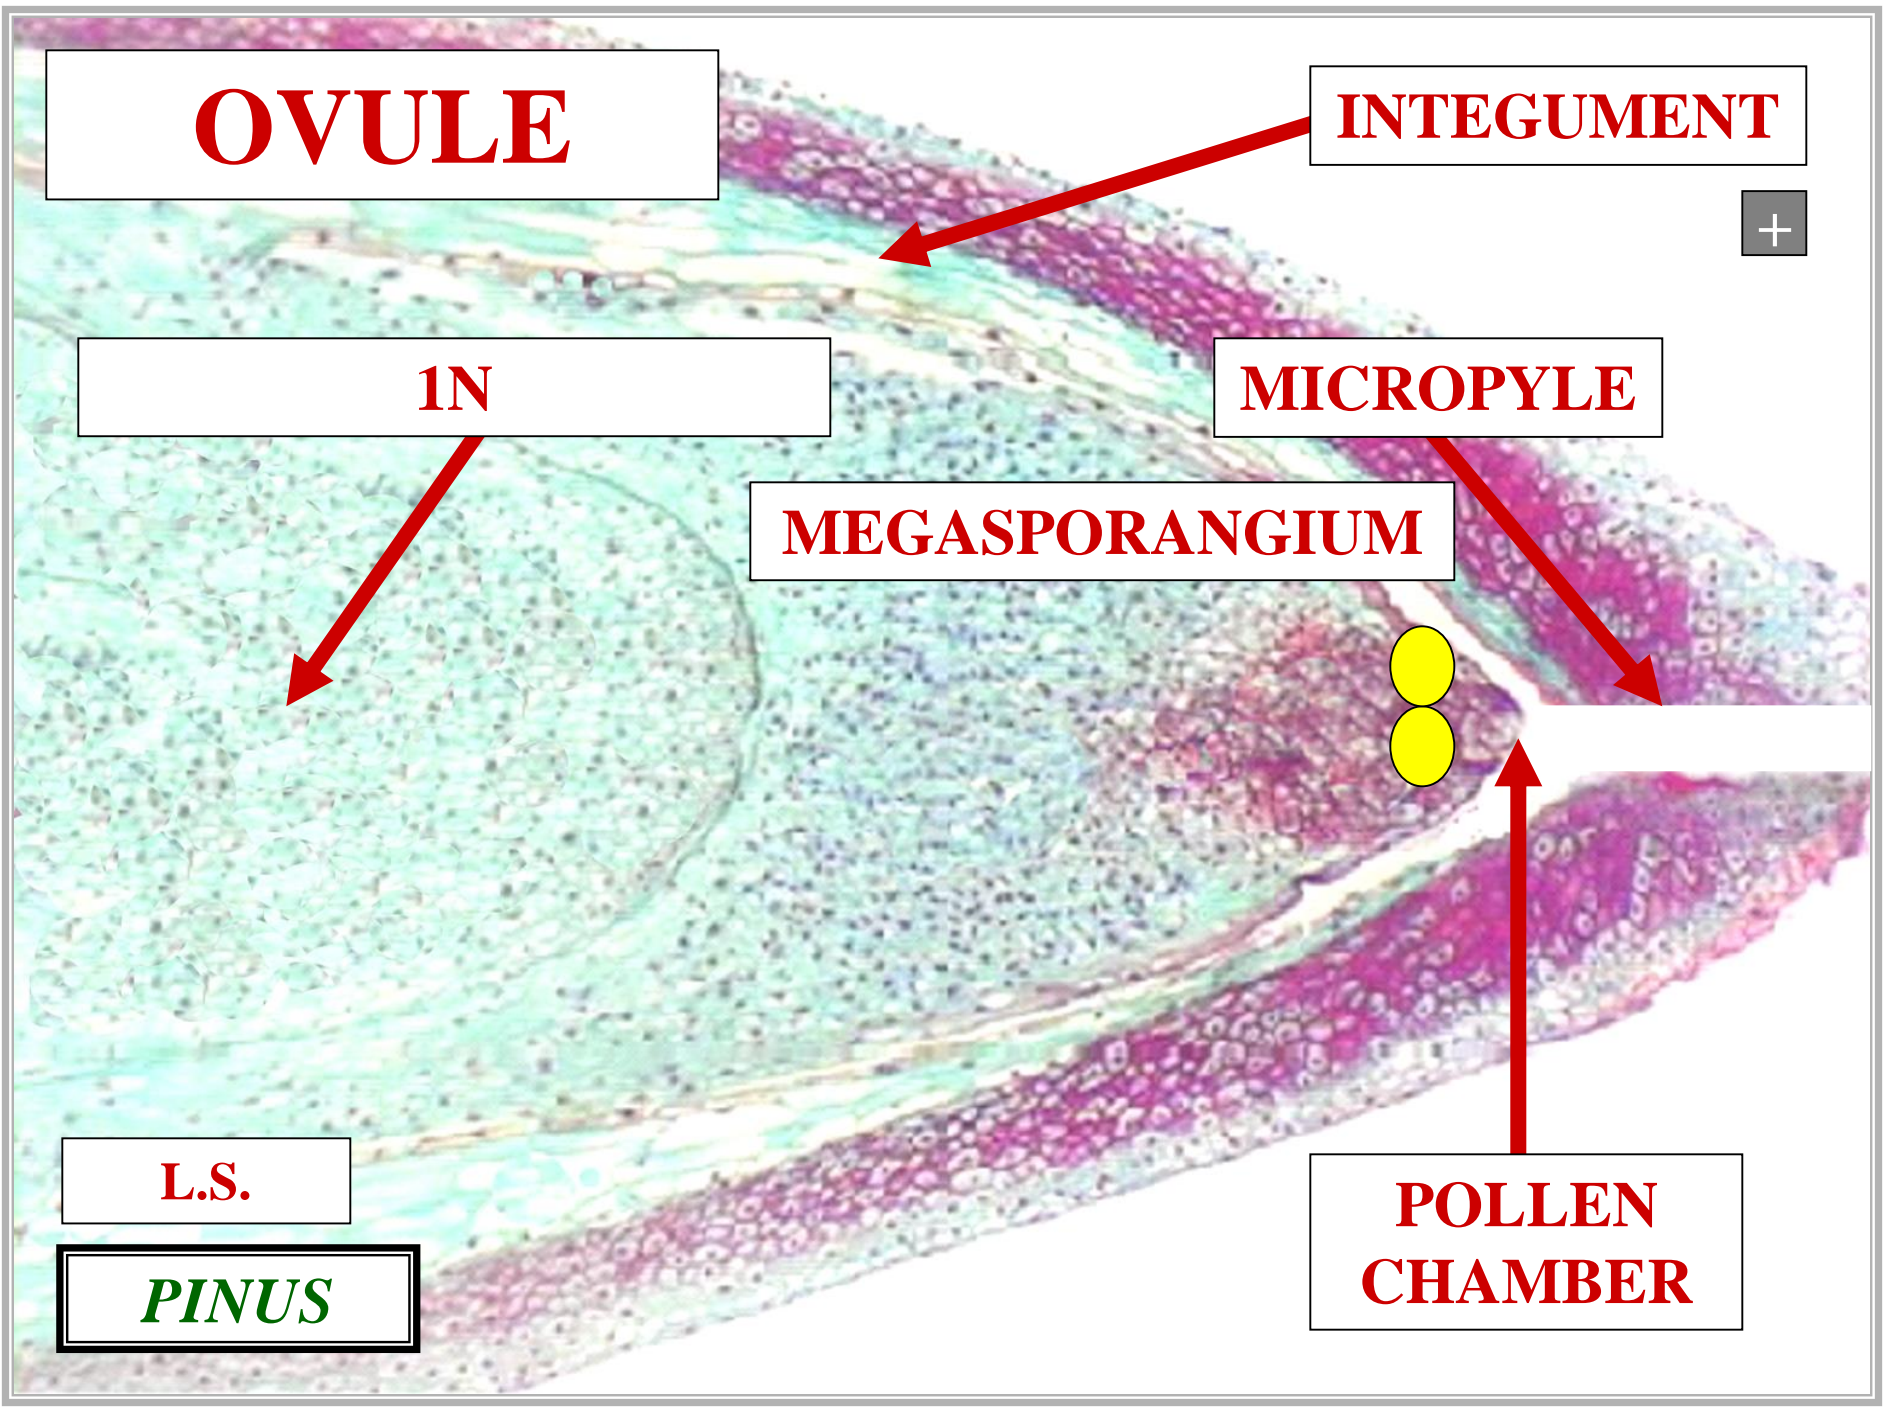 OVULE
INTEGUMENT
+
1N
MICROPYLE
MEGASPORANGIUM
L.S.
PINUS
POLLEN
CHAMBER